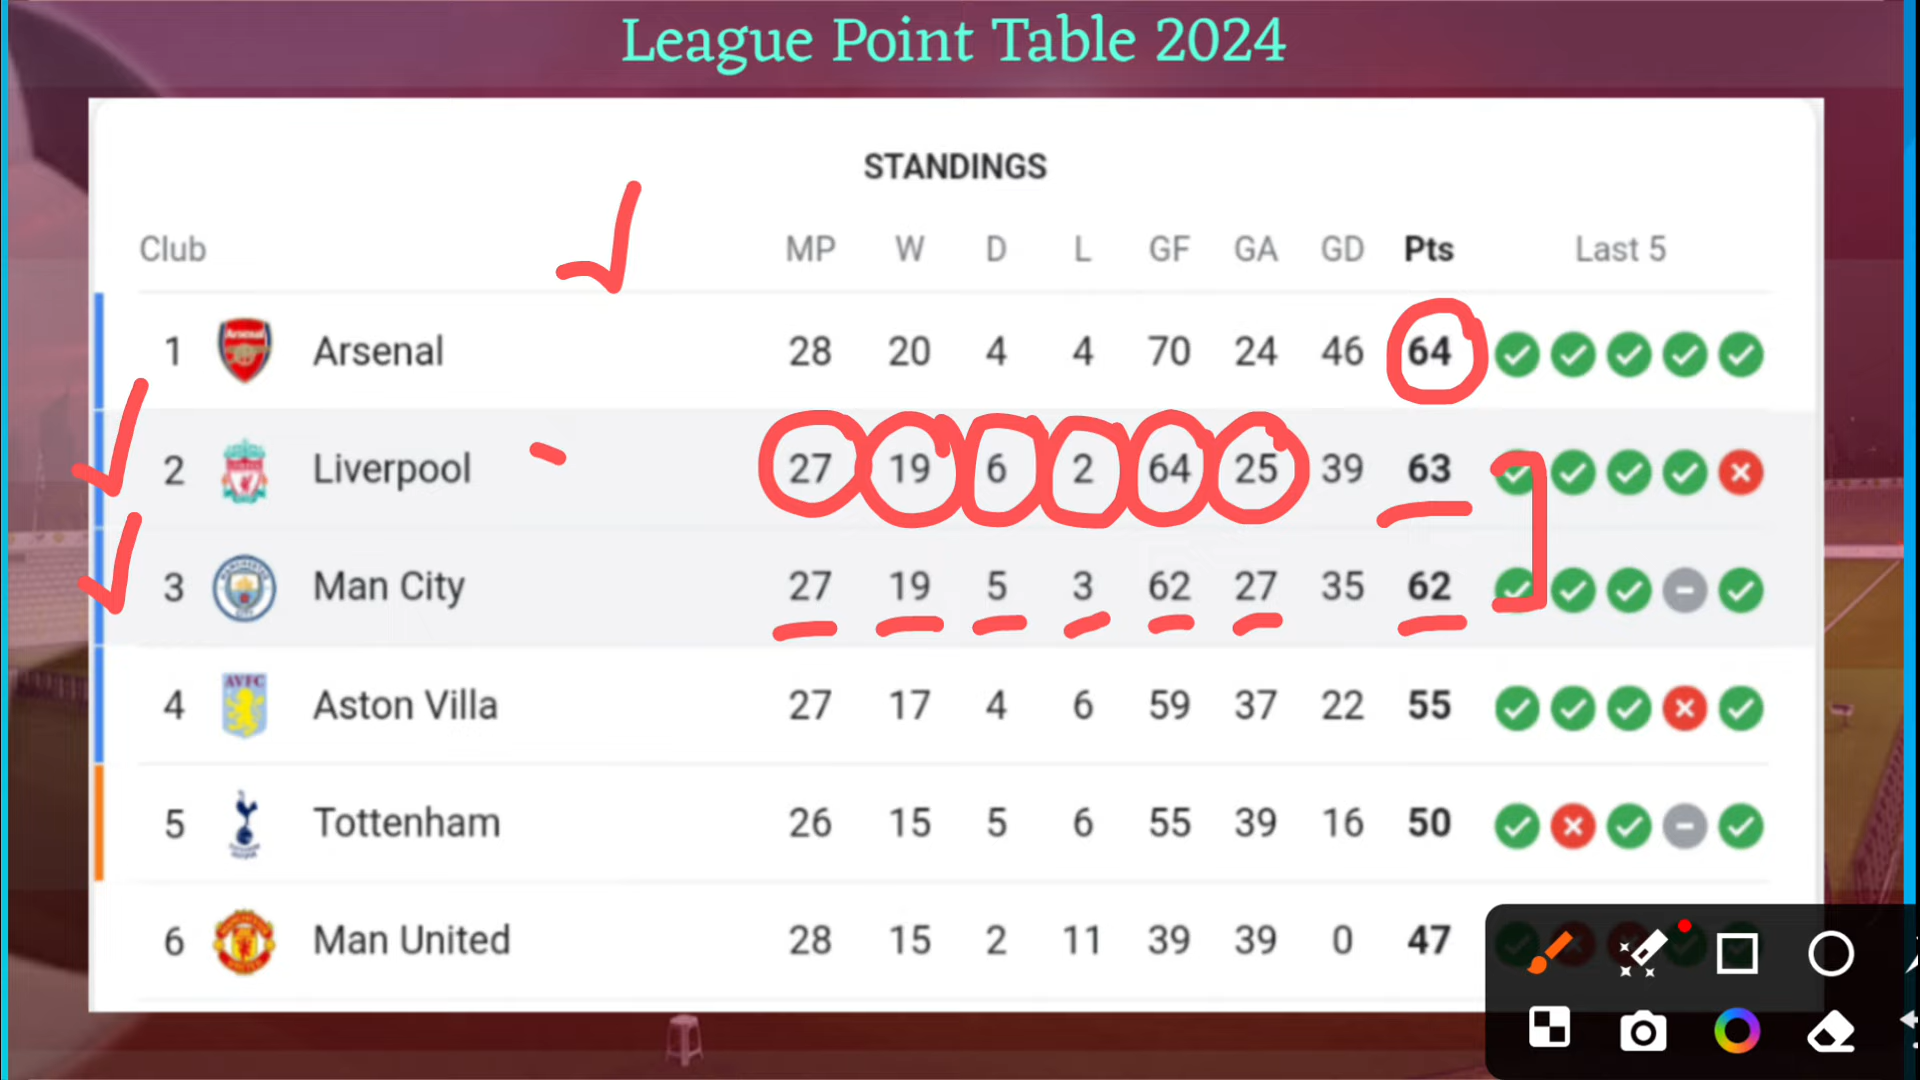 League Point Table 2024
STANDINGS
Club MP W D L GF GA GD Pts Last 5
1 Arsenal 28 20 4 4 70 24 46 64
2 Liverpool 27 19 6 2 64 25 39 63
3 Man City 27 19 5 3 62 27 35 62
AVFC
4 Aston Villa 27 17 4 6 59 37 22 55
5 Tottenham 26 15 5 6 55 39 16 50
6 Man United 28 15 2 11 39 39 0 47